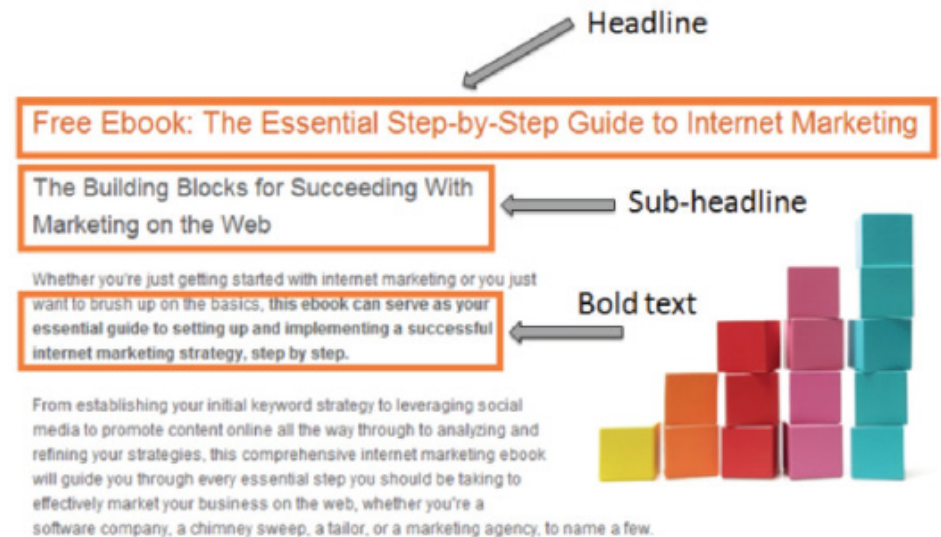 Headline
Free Ebook: The Essential Step-by-Step Guide to Internet Marketing
The Building Blocks for Succeeding With
Marketing on the Web
Sub-headline
Whether you're just getting started with internet marketing or you just
want to brush up on the basics, this ebook can serve as your
essential guide to setting up and implementing a successful
internet marketing strategy, step by step.
Bold text
From establishing your initial keyword strategy to leveraging social
media to promote content online all the way through to analyzing and
refining your strategies, this comprehensive internet marketing ebook
will guide you through every essential step you should be taking to
effectively market your business on the web, whether you're a
software company, a chimney sweep, a tailor, or a marketing agency, to name a few.